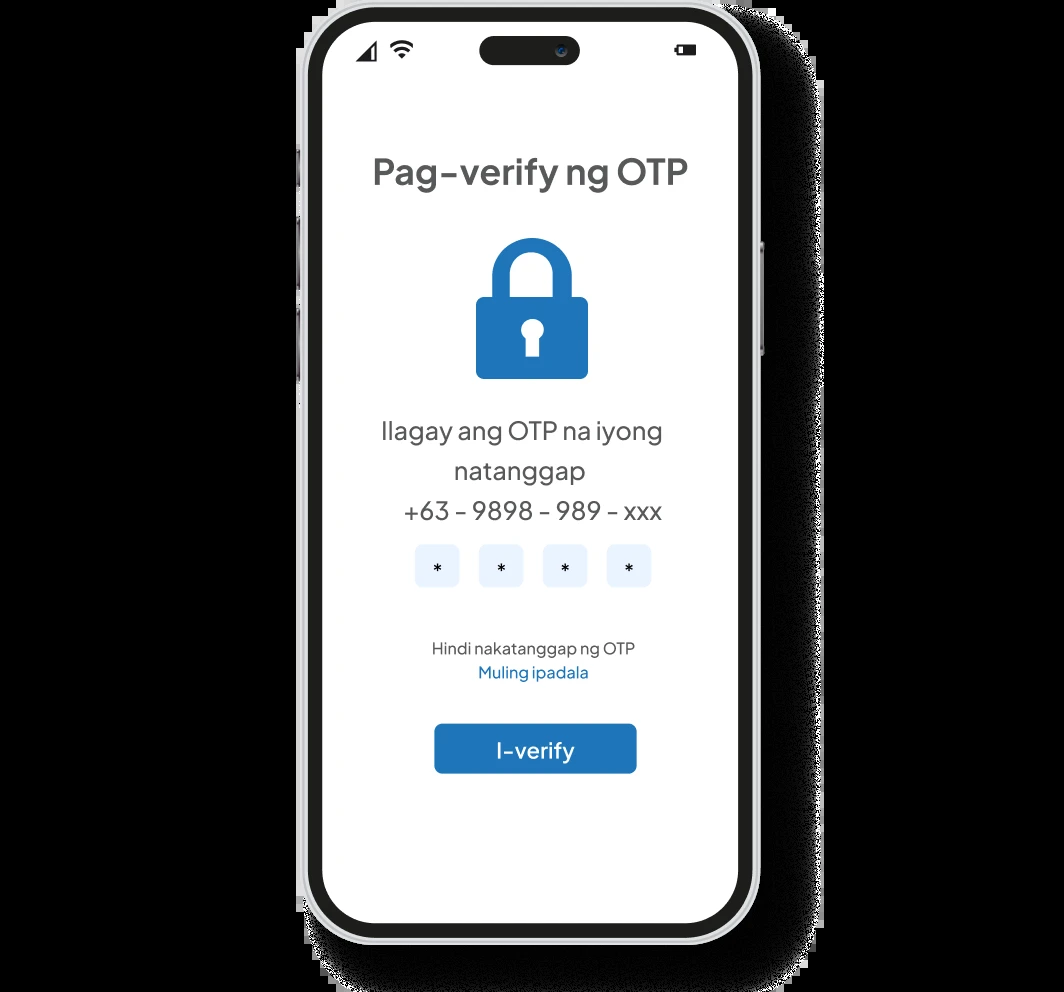 Pag-verify ng OTP
Ilagay ang OTP na iyong
natanggap
+63 - 9898 - 989 - xxx
* * * *
Hindi nakatanggap ng OTP
Muling ipadala
I-verify